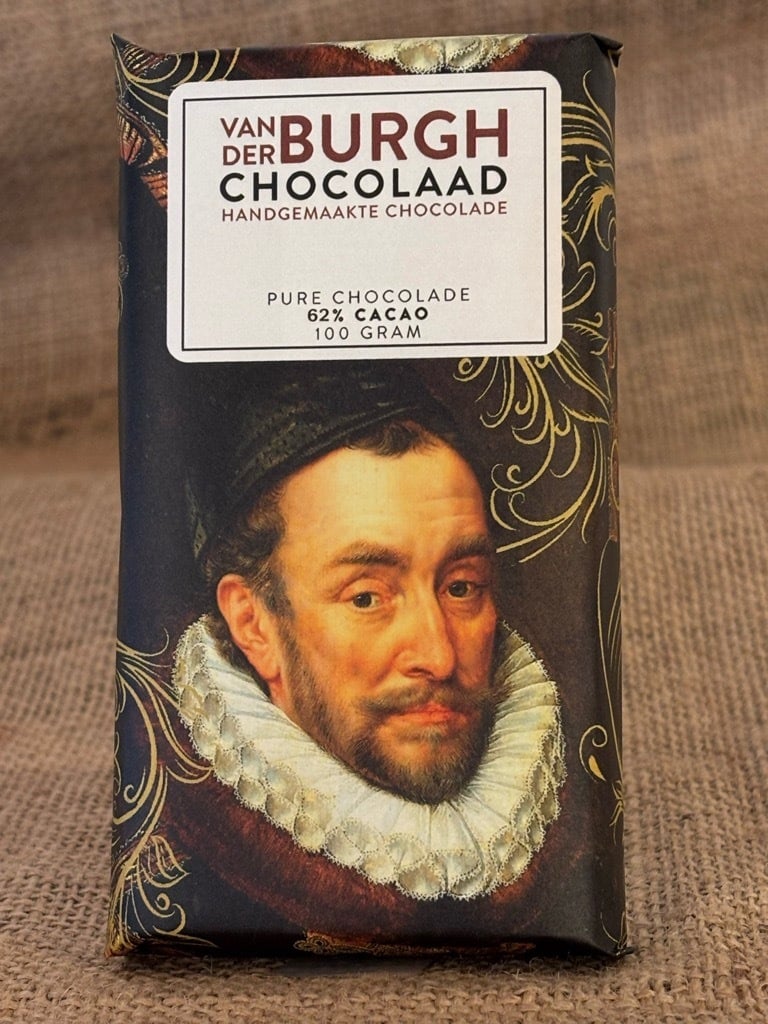 VAN DER BURGH
CHOCOLAAD
HANDGEMAAKTE CHOCOLADE
PURE CHOCOLADE
62% CACAO
100 GRAM